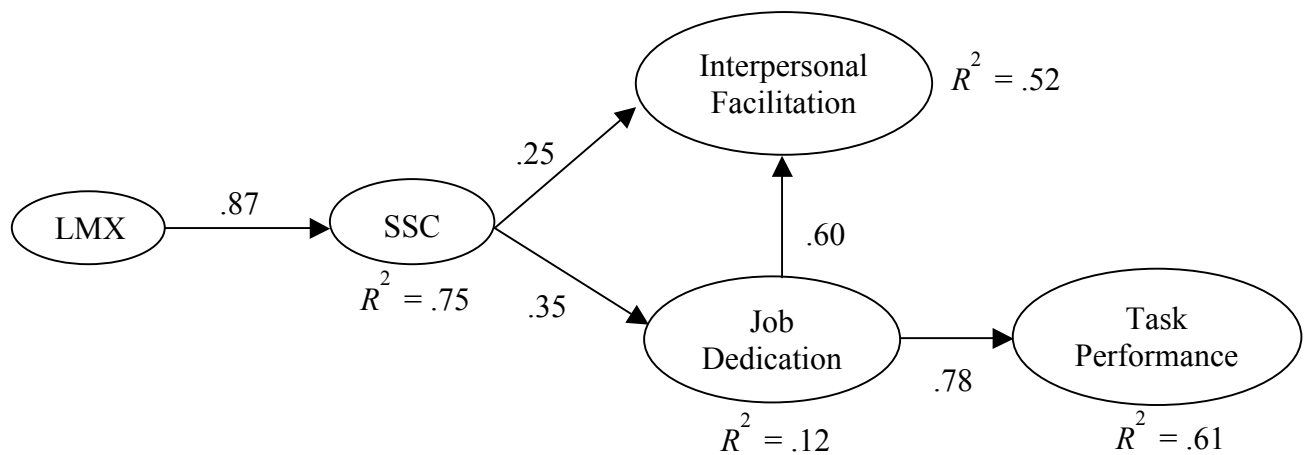 Interpersonal
Facilitation
R² = .52
.25
.87
LMX
SSC
.60
R² = .75
.35
Job
Dedication
Task
Performance
.78
R² = .12
R² = .61